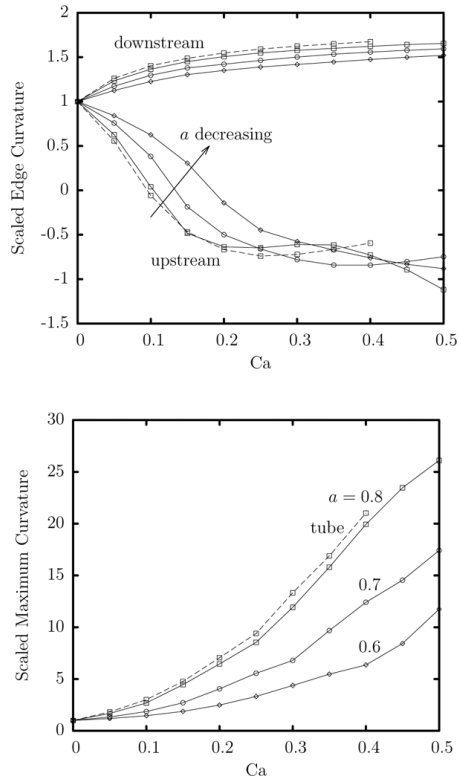 2
1.5
1
0.5
0
-0.5
-1
-1.5
Scaled Edge Curvature
downstream
a decreasing
upstream
0 0.1 0.2 0.3 0.4 0.5
Ca
30
25
20
15
10
5
0
Scaled Maximum Curvature
a = 0.8
tube
0.7
0.6
0 0.1 0.2 0.3 0.4 0.5
Ca